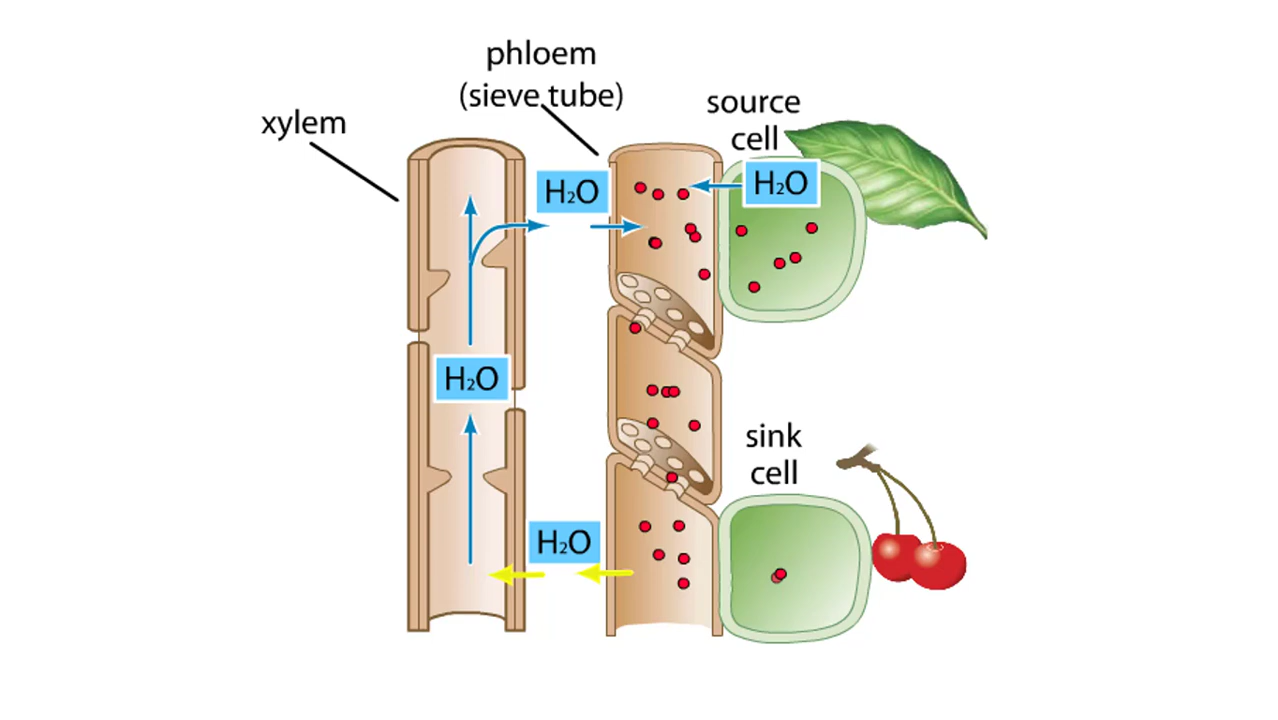 phloem
(sieve tube)
xylem
source
cell
H₂O
H₂O
H₂O
sink
cell
H₂O